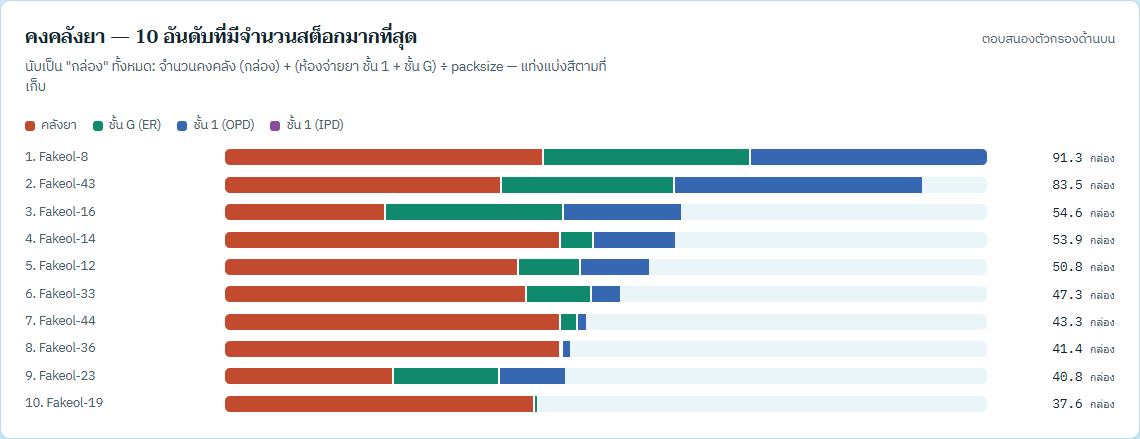 คงคลังยา — 10 อันดับที่มีจำนวนสต็อกมากที่สุด
ตอบสนองตัวกรองด้านบน
นับเป็น "กล่อง" ทั้งหมด: จำนวนคงคลัง (กล่อง) + (ห้องจ่ายยา ชั้น 1 + ชั้น G) ÷ packsize — แท่งแบ่งสีตามที่
เก็บ
คลังยา ชั้น G (ER) ชั้น 1 (OPD) ชั้น 1 (IPD)
1. Fakeol-8 91.3 กล่อง
2. Fakeol-43 83.5 กล่อง
3. Fakeol-16 54.6 กล่อง
4. Fakeol-14 53.9 กล่อง
5. Fakeol-12 50.8 กล่อง
6. Fakeol-33 47.3 กล่อง
7. Fakeol-44 43.3 กล่อง
8. Fakeol-36 41.4 กล่อง
9. Fakeol-23 40.8 กล่อง
10. Fakeol-19 37.6 กล่อง